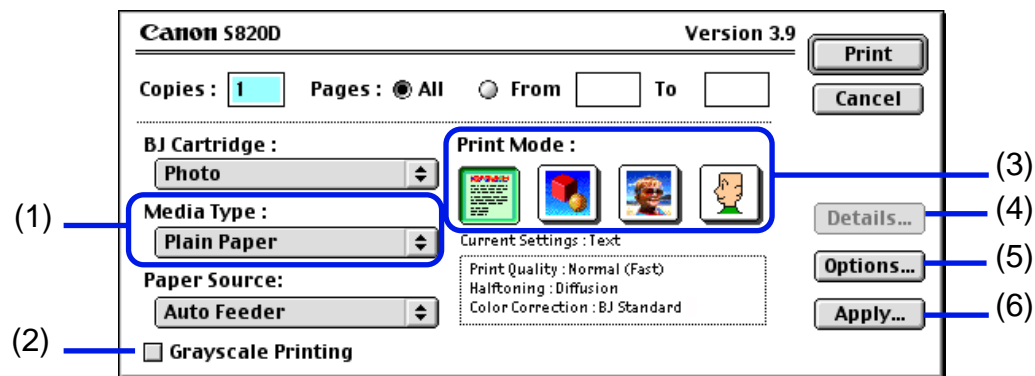 Canon S820D Version 3.9
Print
Copies : 1 Pages : All From To
Cancel
BJ Cartridge : Print Mode :
Photo
(3)
(1)
Media Type :
Plain Paper
(4)
Details...
Current Settings : Text
Print Quality : Normal (Fast)
Halftoning : Diffusion
Color Correction : BJ Standard
(5)
Options...
Paper Source:
Auto Feeder
(6)
Apply...
(2)
Grayscale Printing